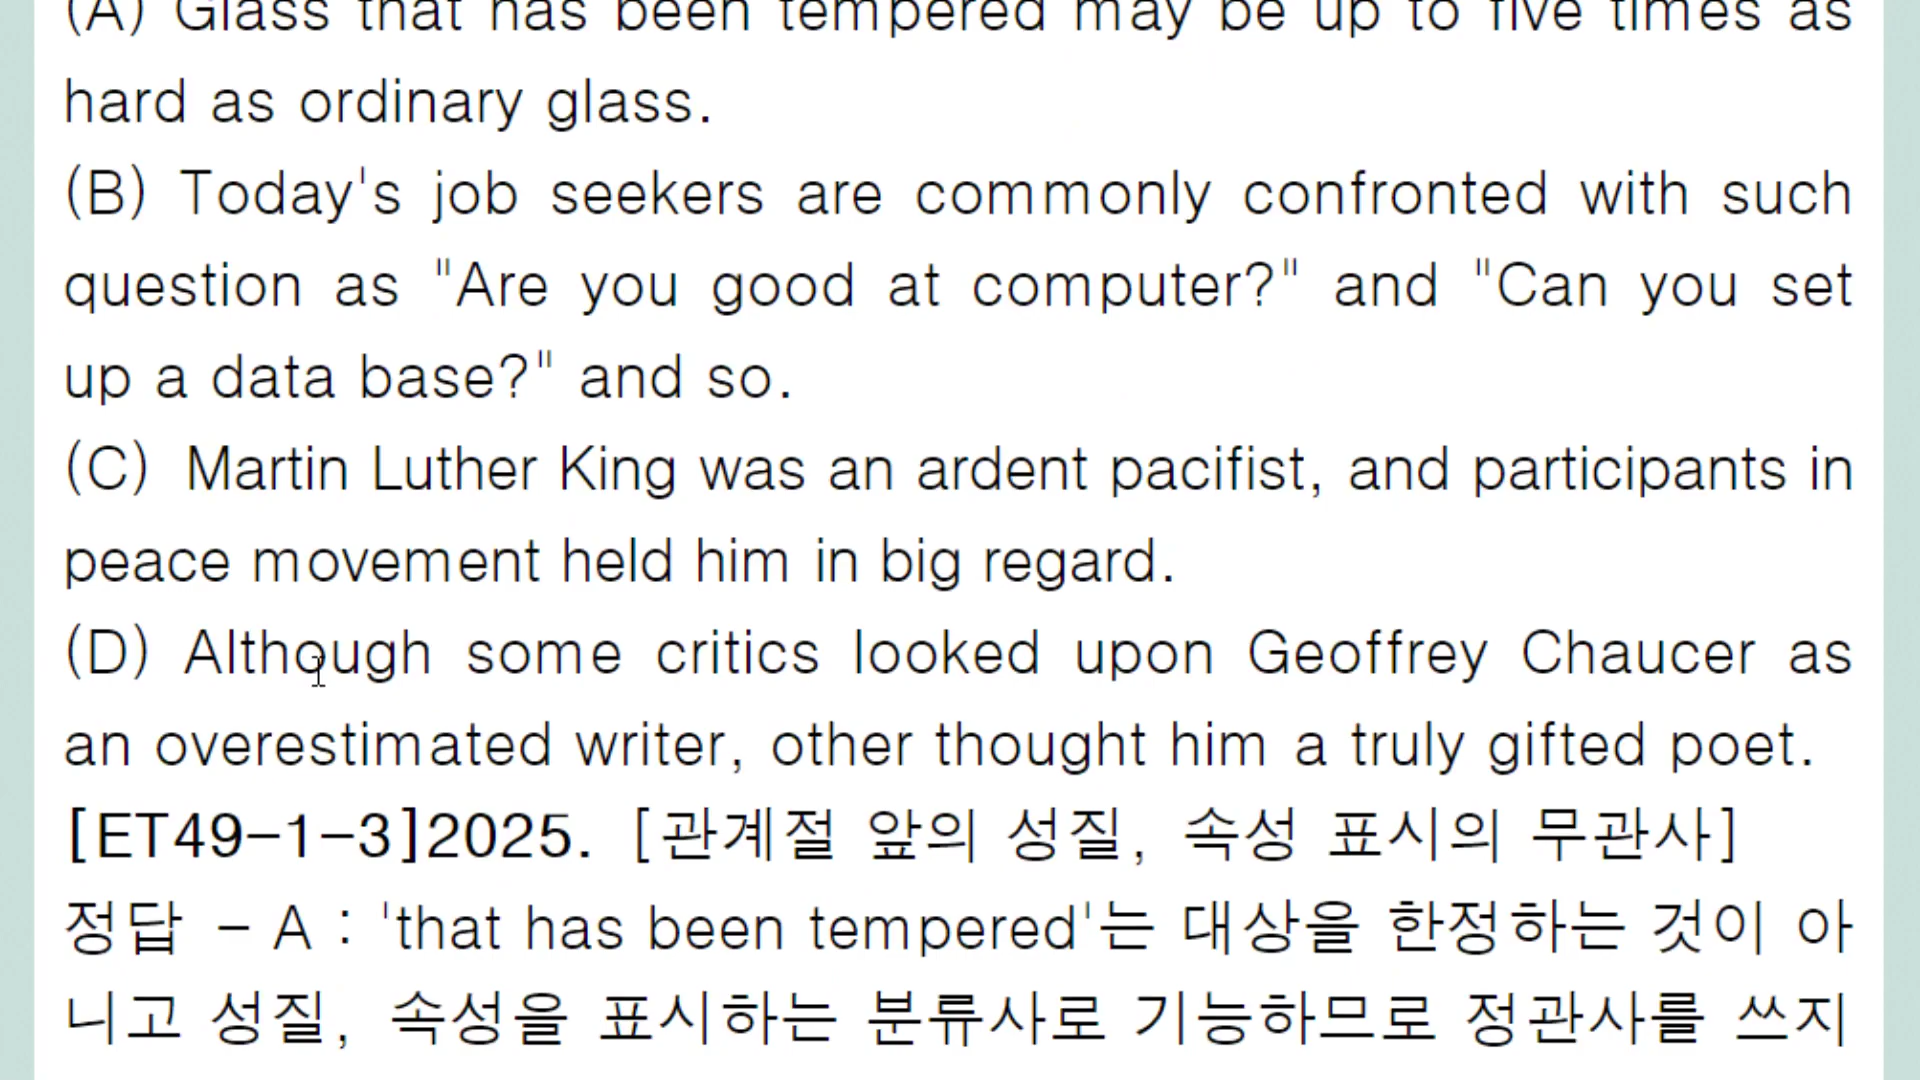 (A) Glass that has been tempered may be up to five times as
hard as ordinary glass.
(B) Today's job seekers are commonly confronted with such
question as "Are you good at computer?" and "Can you set
up a data base?" and so.
(C) Martin Luther King was an ardent pacifist, and participants in
peace movement held him in big regard.
(D) Although some critics looked upon Geoffrey Chaucer as
an overestimated writer, other thought him a truly gifted poet.
[ET49-1-3]2025. [관계절 앞의 성질, 속성 표시의 무관사]
정답 - A : 'that has been tempered'는 대상을 한정하는 것이 아
니고 성질, 속성을 표시하는 분류사로 기능하므로 정관사를 쓰지